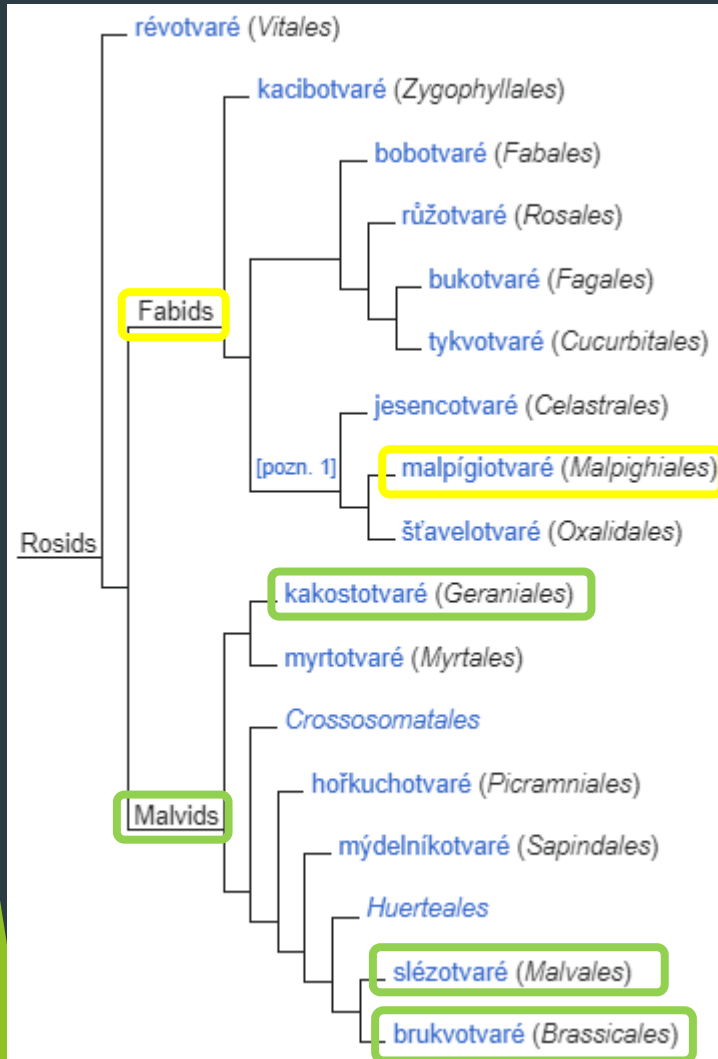 révotvaré (Vitales)
kacibotvaré (Zygophyllales)
bobotvaré (Fabales)
růžotvaré (Rosales)
bukotvaré (Fagales)
Fabids
tykvotvaré (Cucurbitales)
jesencotvaré (Celastrales)
[pozn. 1]
malpígiotvaré (Malpighiales)
šťavelotvaré (Oxalidales)
Rosids
kakostotvaré (Geraniales)
myrtotvaré (Myrtales)
Crossosomatales
hořkuchotvaré (Picramniales)
Malvids
mýdelníkotvaré (Sapindales)
Huerteales
slézotvaré (Malvales)
brukvotvaré (Brassicales)